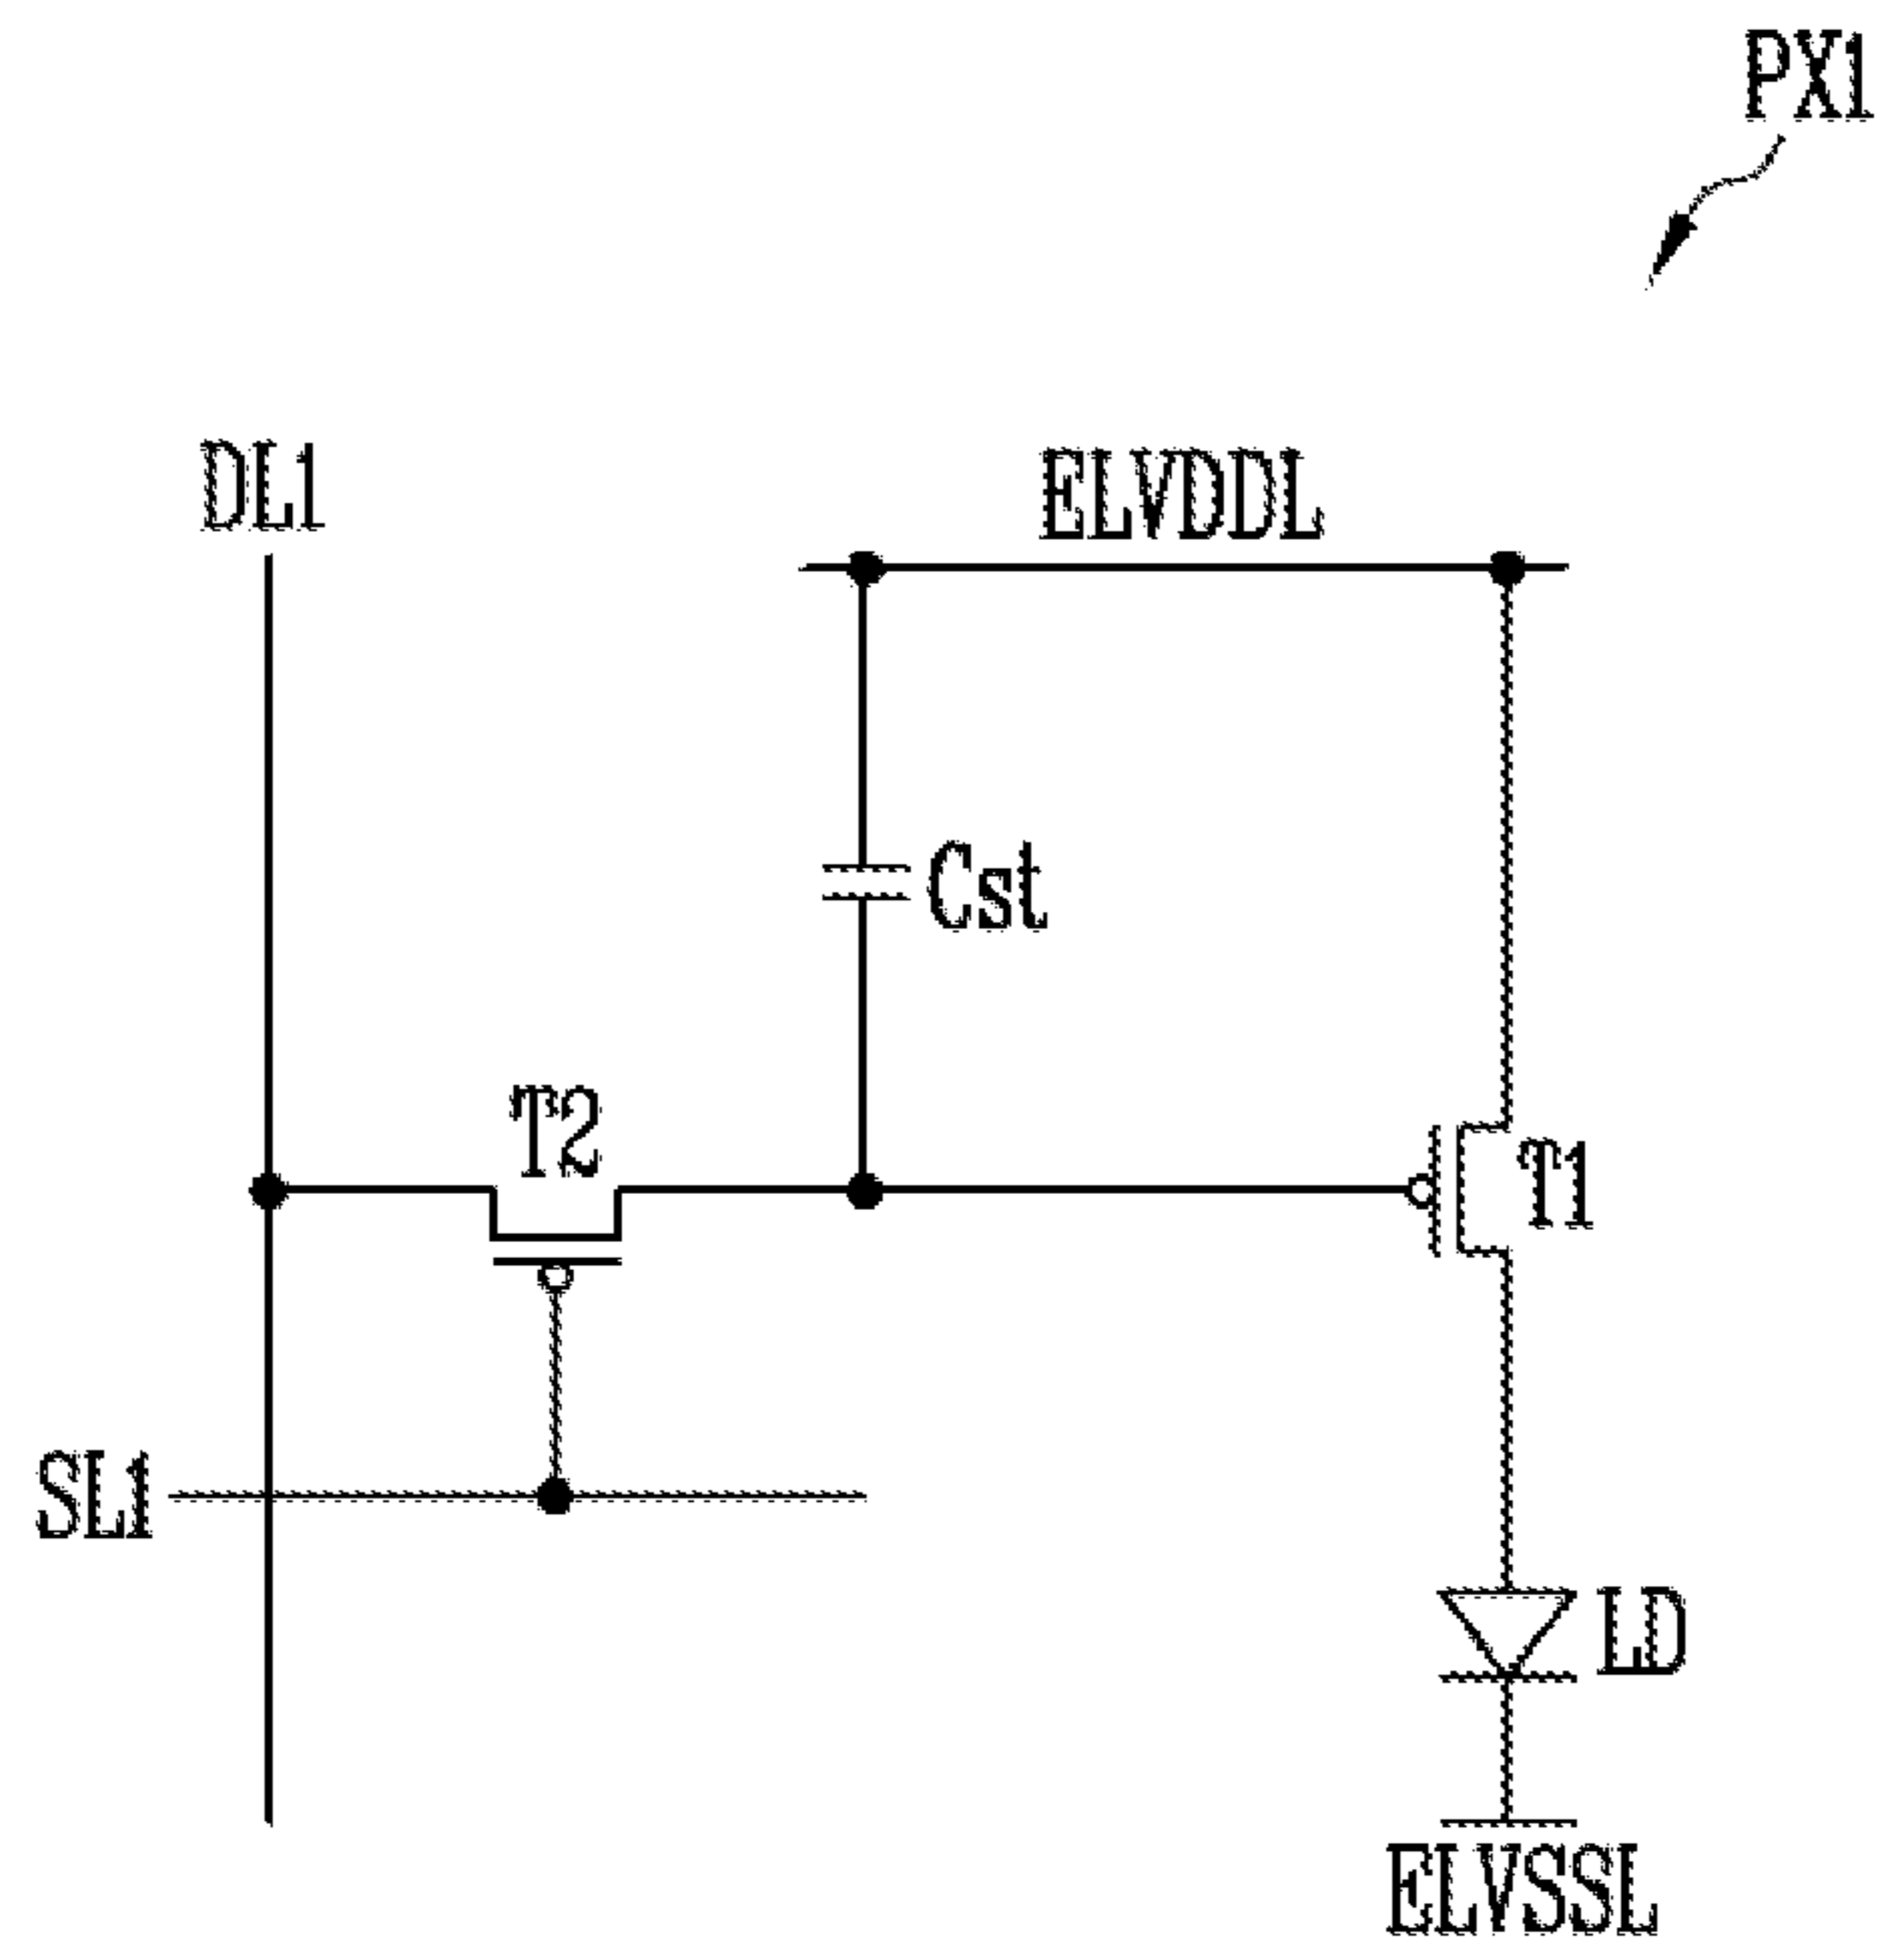 PX1
DL1
ELVDDL
Cst
T2
T1
SL1
LD
ELVSSL